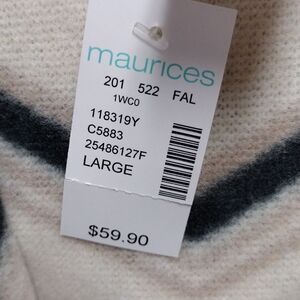 maurices
201 522 FAL
1WC0
118319Y
C5883
25486127F
LARGE
$59.90